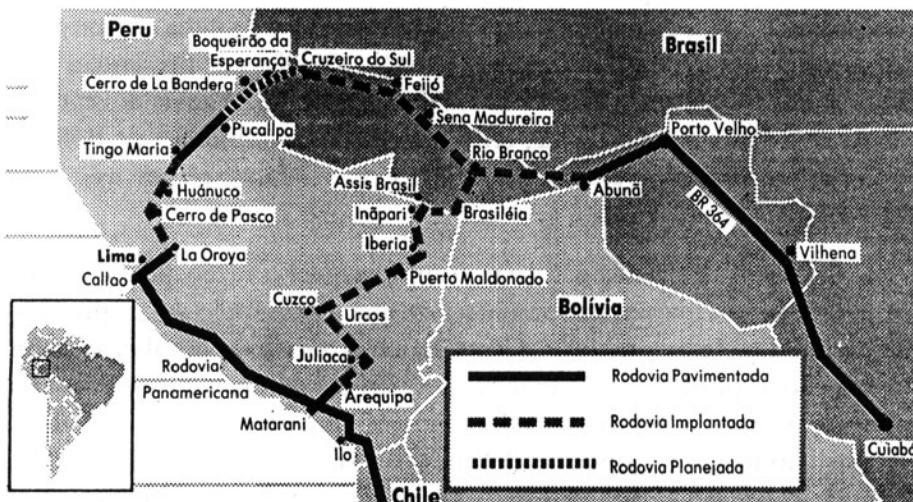 Peru
Brasil
Boqueirão da
Esperança
Cruzeiro do Sul
Cerro de La Bandera
Feijó
Pucallpa
Sena Madureira
Porto Velho
Tingo Maria
Rio Branco
Huánuco
Assis Brasil
Abunã
Cerro de Pasco
Inãpari
Brasiléia
BR 364
Lima
La Oroya
Iberia
Vilhena
Callao
Puerto Maldonado
Cuzco
Urcos
Bolívia
Juliaca
Rodovia
Panamericana
Arequipa
Matarani
Ilo
Chile
Cuiabá
Rodovia Pavimentada
Rodovia Implantada
Rodovia Planejada